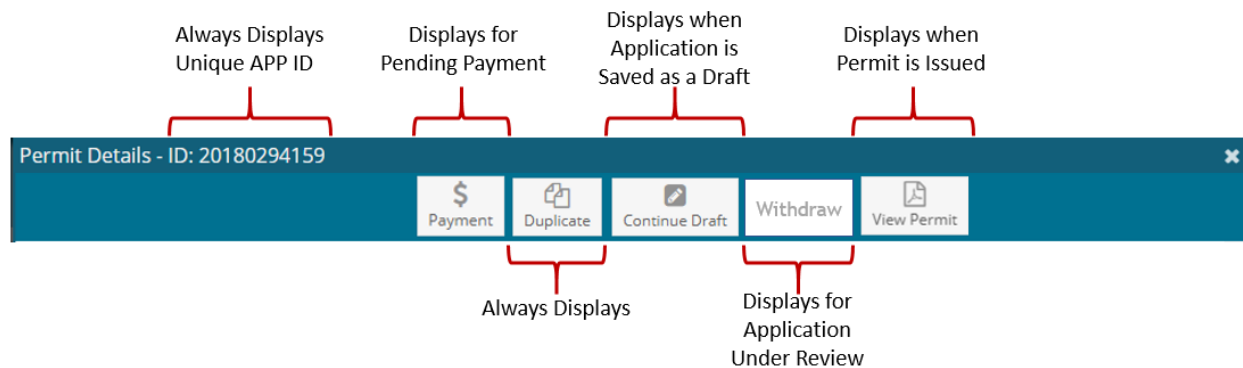 Always Displays
Unique APP ID
Displays for
Pending Payment
Displays when
Application is
Saved as a Draft
Displays when
Permit is Issued
Permit Details - ID: 20180294159
$
Payment
Duplicate
Continue Draft
Withdraw
View Permit
Always Displays
Displays for
Application
Under Review